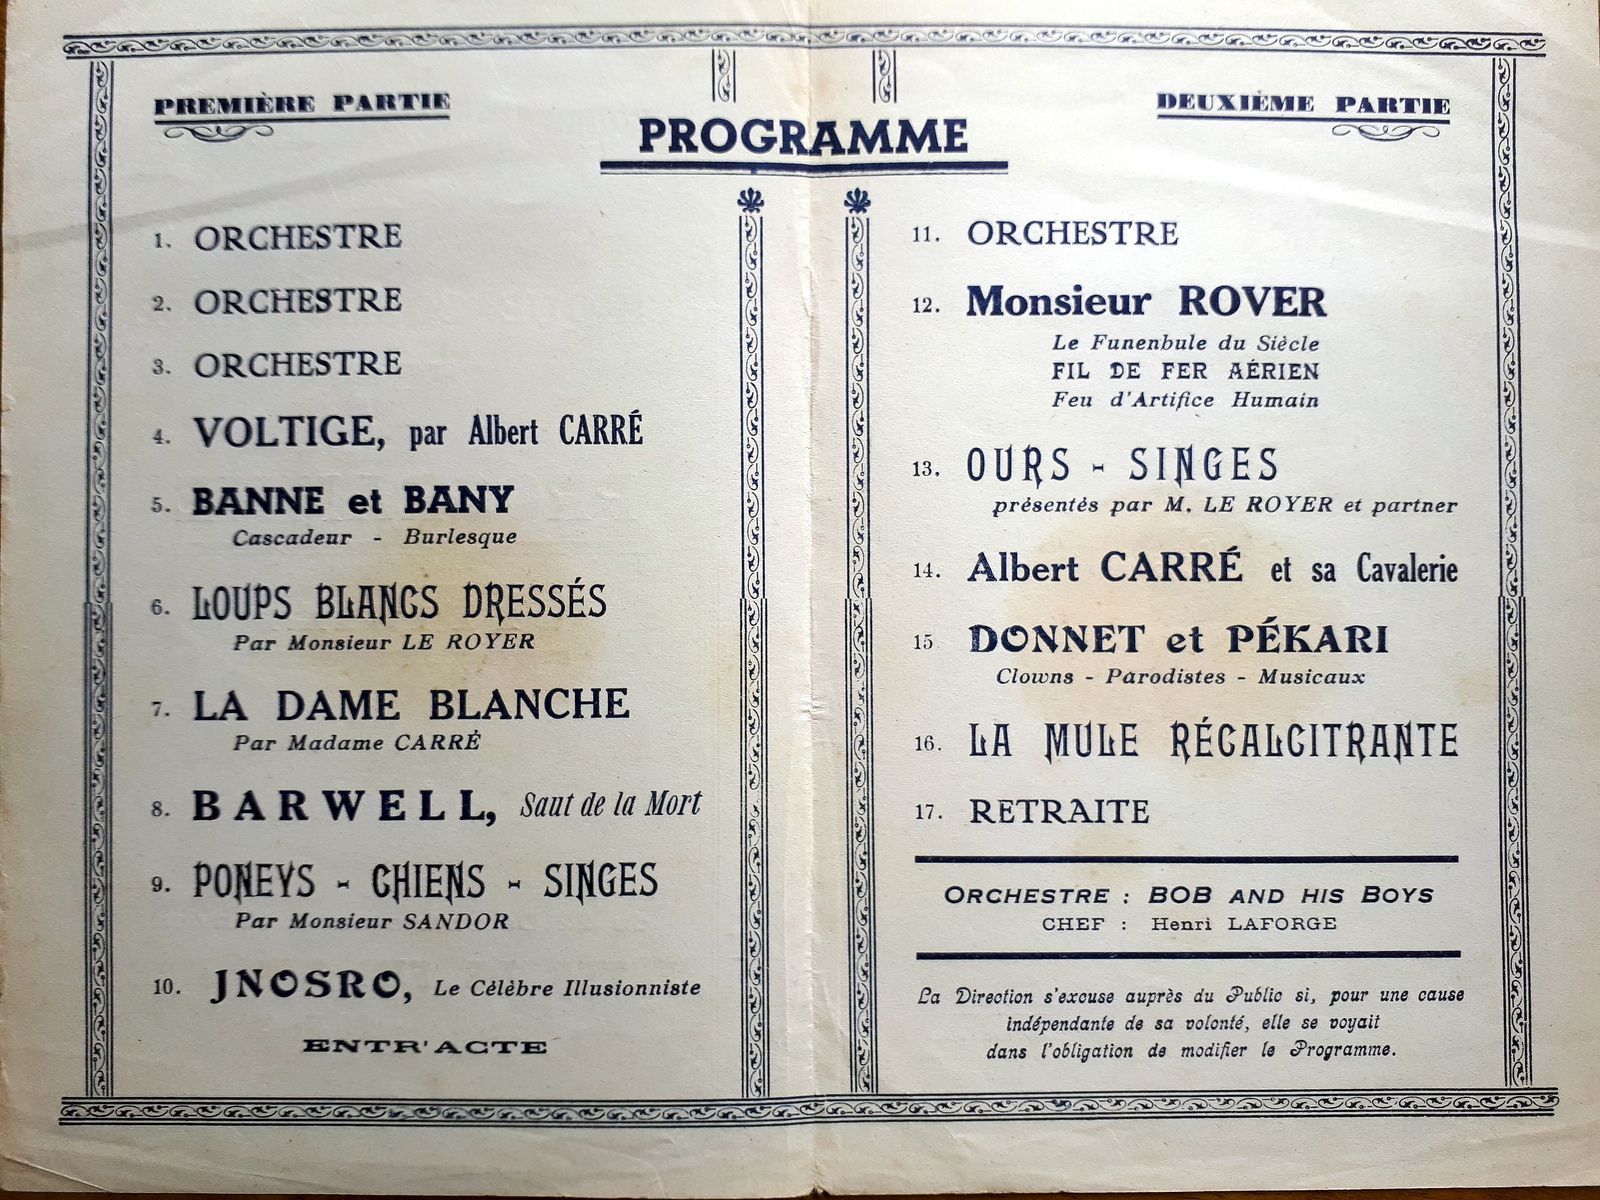 PROGRAMME
PREMIÈRE PARTIE
1. ORCHESTRE
2. ORCHESTRE
3. ORCHESTRE
4. VOLTIGE, par Albert CARRÉ
5. BANNE et BANY
Cascadeur - Burlesque
6. LOUPS BLANCS DRESSÉS
Par Monsieur LE ROYER
7. LA DAME BLANCHE
Par Madame CARRÉ
8. BARWELL, Saut de la Mort
9. PONEYS - CHIENS - SINGES
Par Monsieur SANDOR
10. JNOSRO, Le Célèbre Illusionniste
ENTR'ACTE
DEUXIÈME PARTIE
11. ORCHESTRE
12. Monsieur ROVER
Le Funenbule du Siècle
FIL DE FER AÉRIEN
Feu d'Artifice Humain
13. OURS - SINGES
présentés par M. LE ROYER et partner
14. Albert CARRÉ et sa Cavalerie
15 DONNET et PÉKARI
Clowns - Parodistes - Musicaux
16. LA MULE RÉCALCITRANTE
17. RETRAITE
ORCHESTRE : BOB AND HIS BOYS
CHEF : Henri LAFORGE
La Direction s'excuse auprès du Public si, pour une cause
indépendante de sa volonté, elle se voyait
dans l'obligation de modifier le Programme.